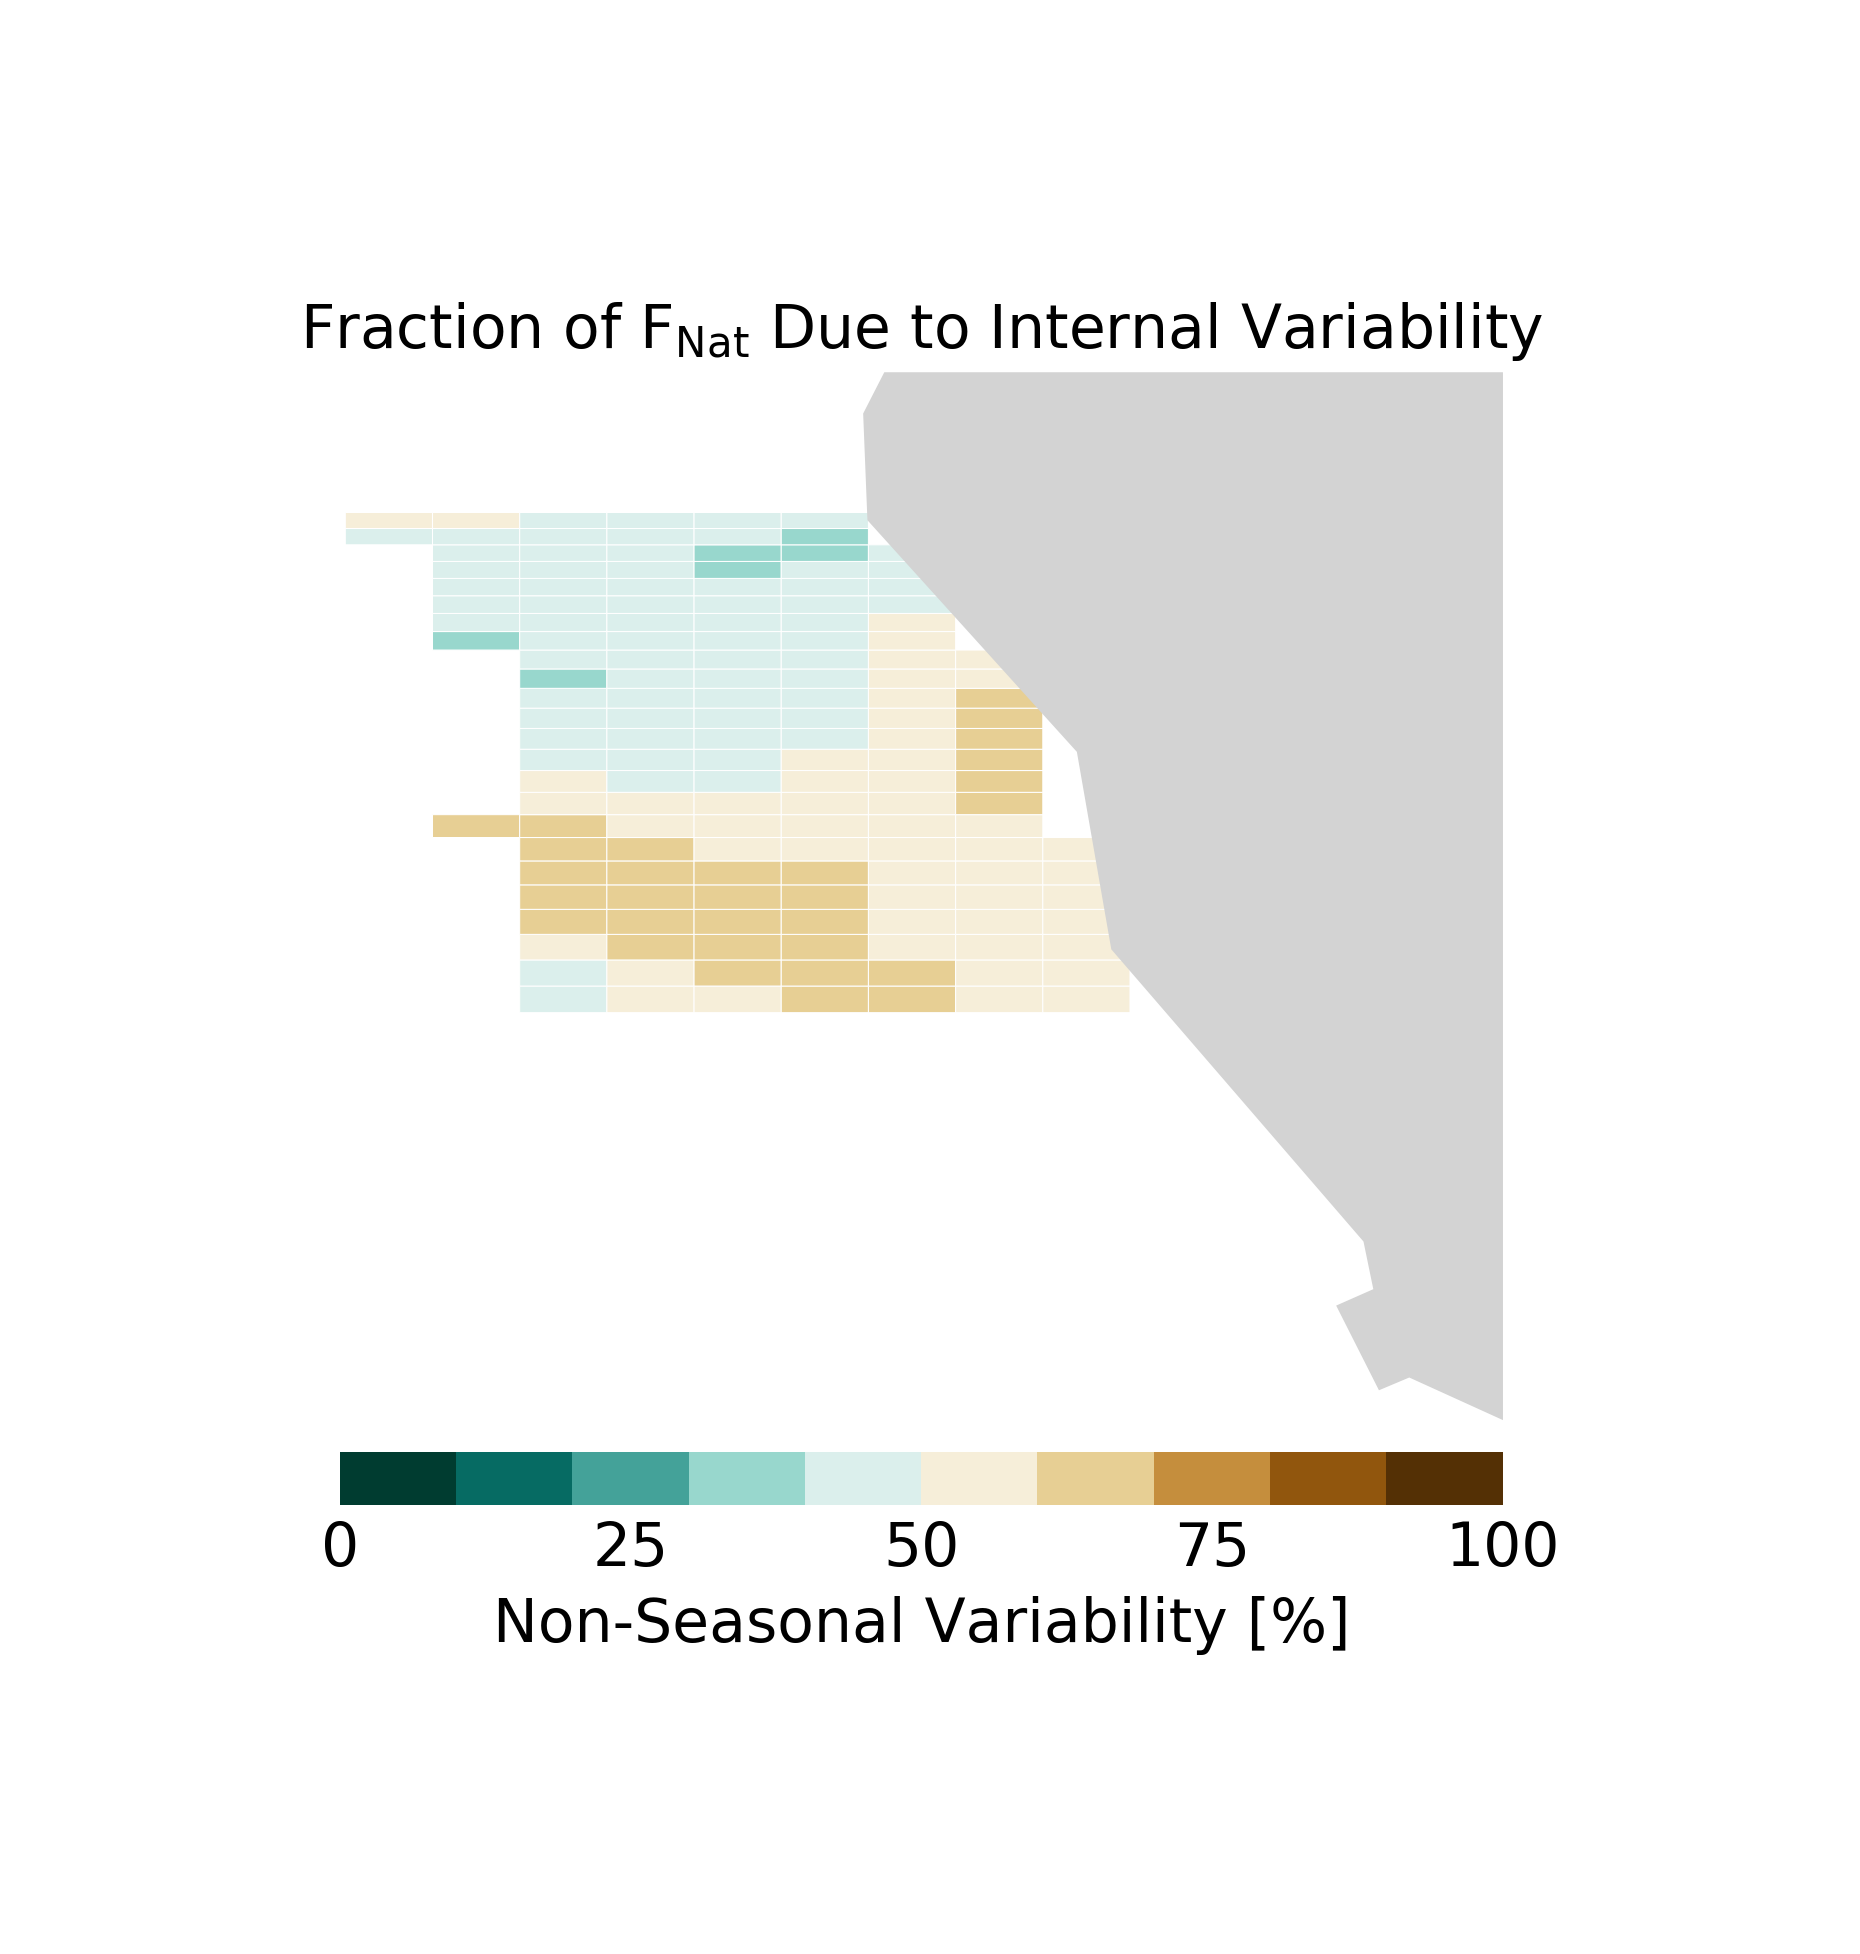 Fraction of F_Nat Due to Internal Variability
0 25 50 75 100
Non-Seasonal Variability [%]